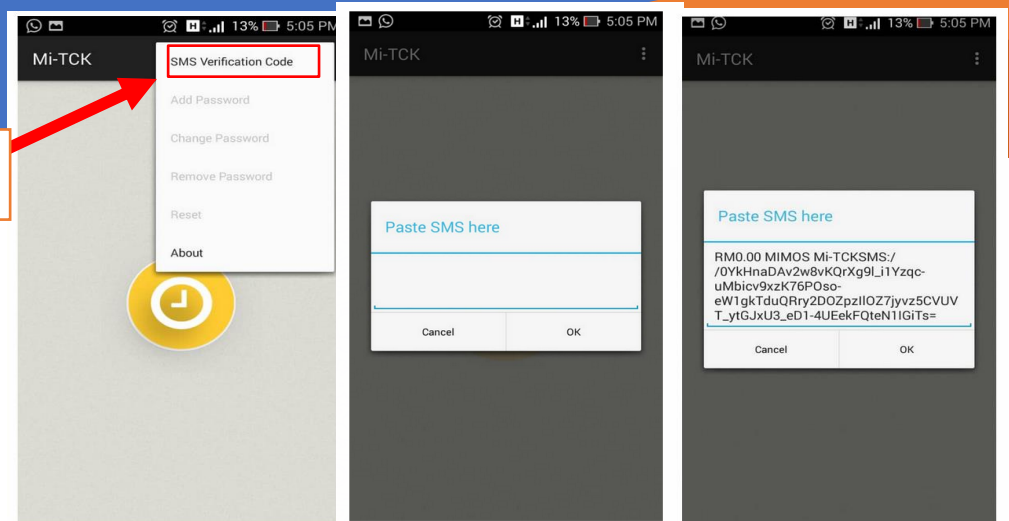 13% 5:05 PM
Mi-TCK
SMS Verification Code
Add Password
Change Password
Remove Password
Reset
About
H 13% 5:05 PM
Mi-TCK
Paste SMS here
Cancel OK
H 13% 5:05 PM
Mi-TCK
Paste SMS here
RM0.00 MIMOS Mi-TCKSMS:/
/0YkHnaDAv2w8vKQrXg9l_i1Yzqc-
uMbicv9xzK76POso-
eW1gkTduQRry2DOZpzIlOZ7jyvz5CVUV
T_ytGJxU3_eD1-4UEekFQteN1IGiTs=
Cancel OK